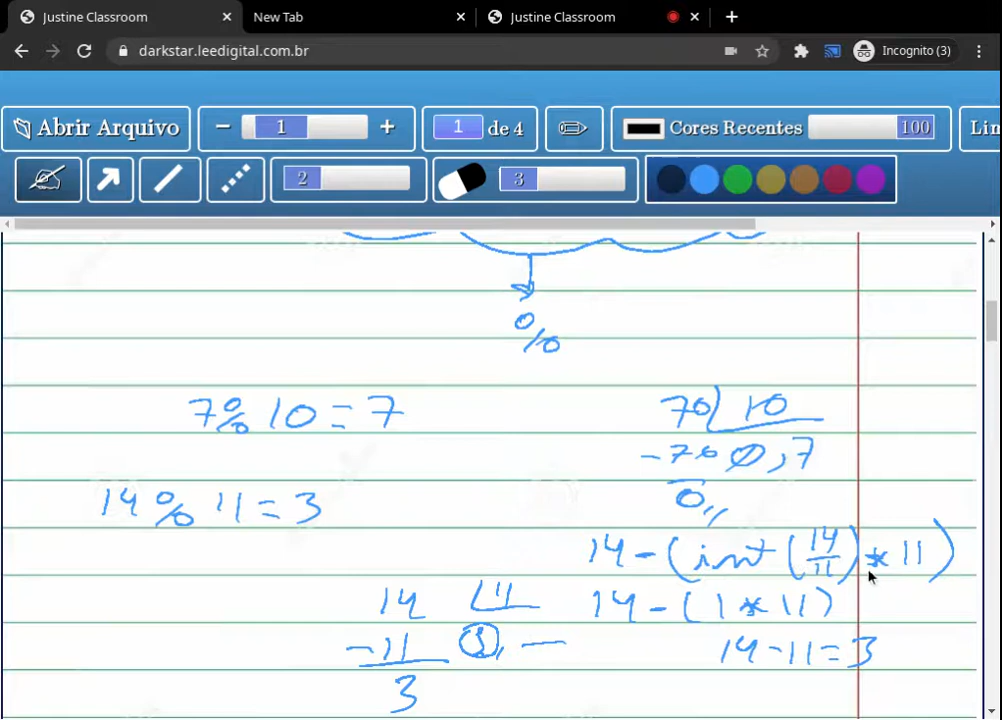 Justine Classroom New Tab Justine Classroom
darkstar.leedigital.com.br Incognito (3)
Abrir Arquivo − 1 + 1 de 4 Cores Recentes 100 Lin
2 3
%
7 % 10 = 7
70 10
-70 0,7
0,,
14 % 11 = 3
14 - (int (14/11) * 11)
14 - (1 * 11)
14 - 11 = 3
14 11
-11 1, —
3